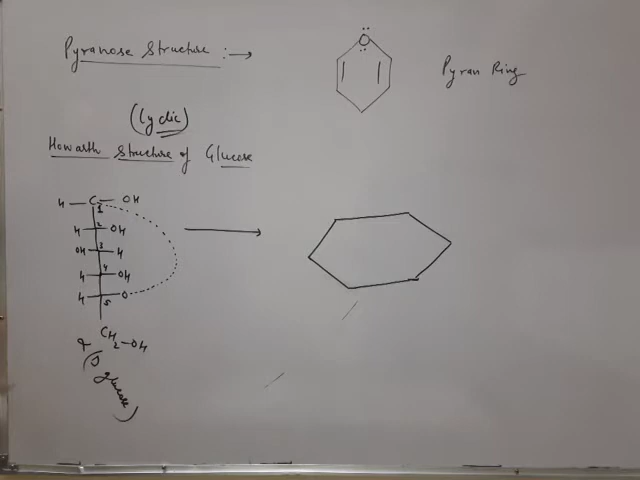 Pyranose Structure :→
O
Pyran Ring
(Cyclic)
Howarth Structure of Glucose
H — C — OH
1
H 2 OH
OH 3 H
H 4 OH
H 5 O
CH2-OH
α (D glucose)